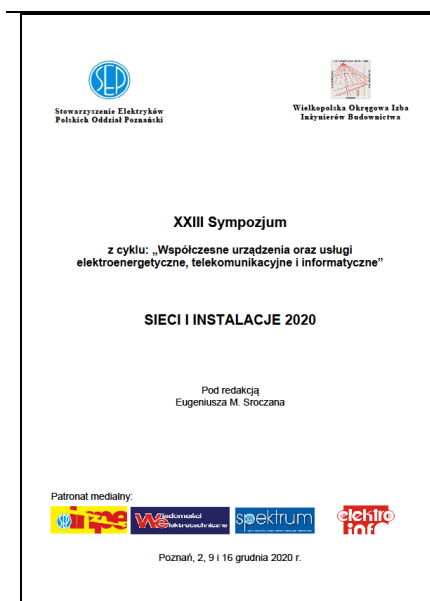 SEP
Stowarzyszenie Elektryków
Polskich Oddział Poznański
Wielkopolska Okręgowa Izba
Inżynierów Budownictwa
XXIII Sympozjum
z cyklu: „Współczesne urządzenia oraz usługi
elektroenergetyczne, telekomunikacyjne i informatyczne”
SIECI I INSTALACJE 2020
Pod redakcją
Eugeniusza M. Sroczana
Patronat medialny:
inpe
Wiadomości
elektrotechniczne
spektrum
elektro
info
Poznań, 2, 9 i 16 grudnia 2020 r.